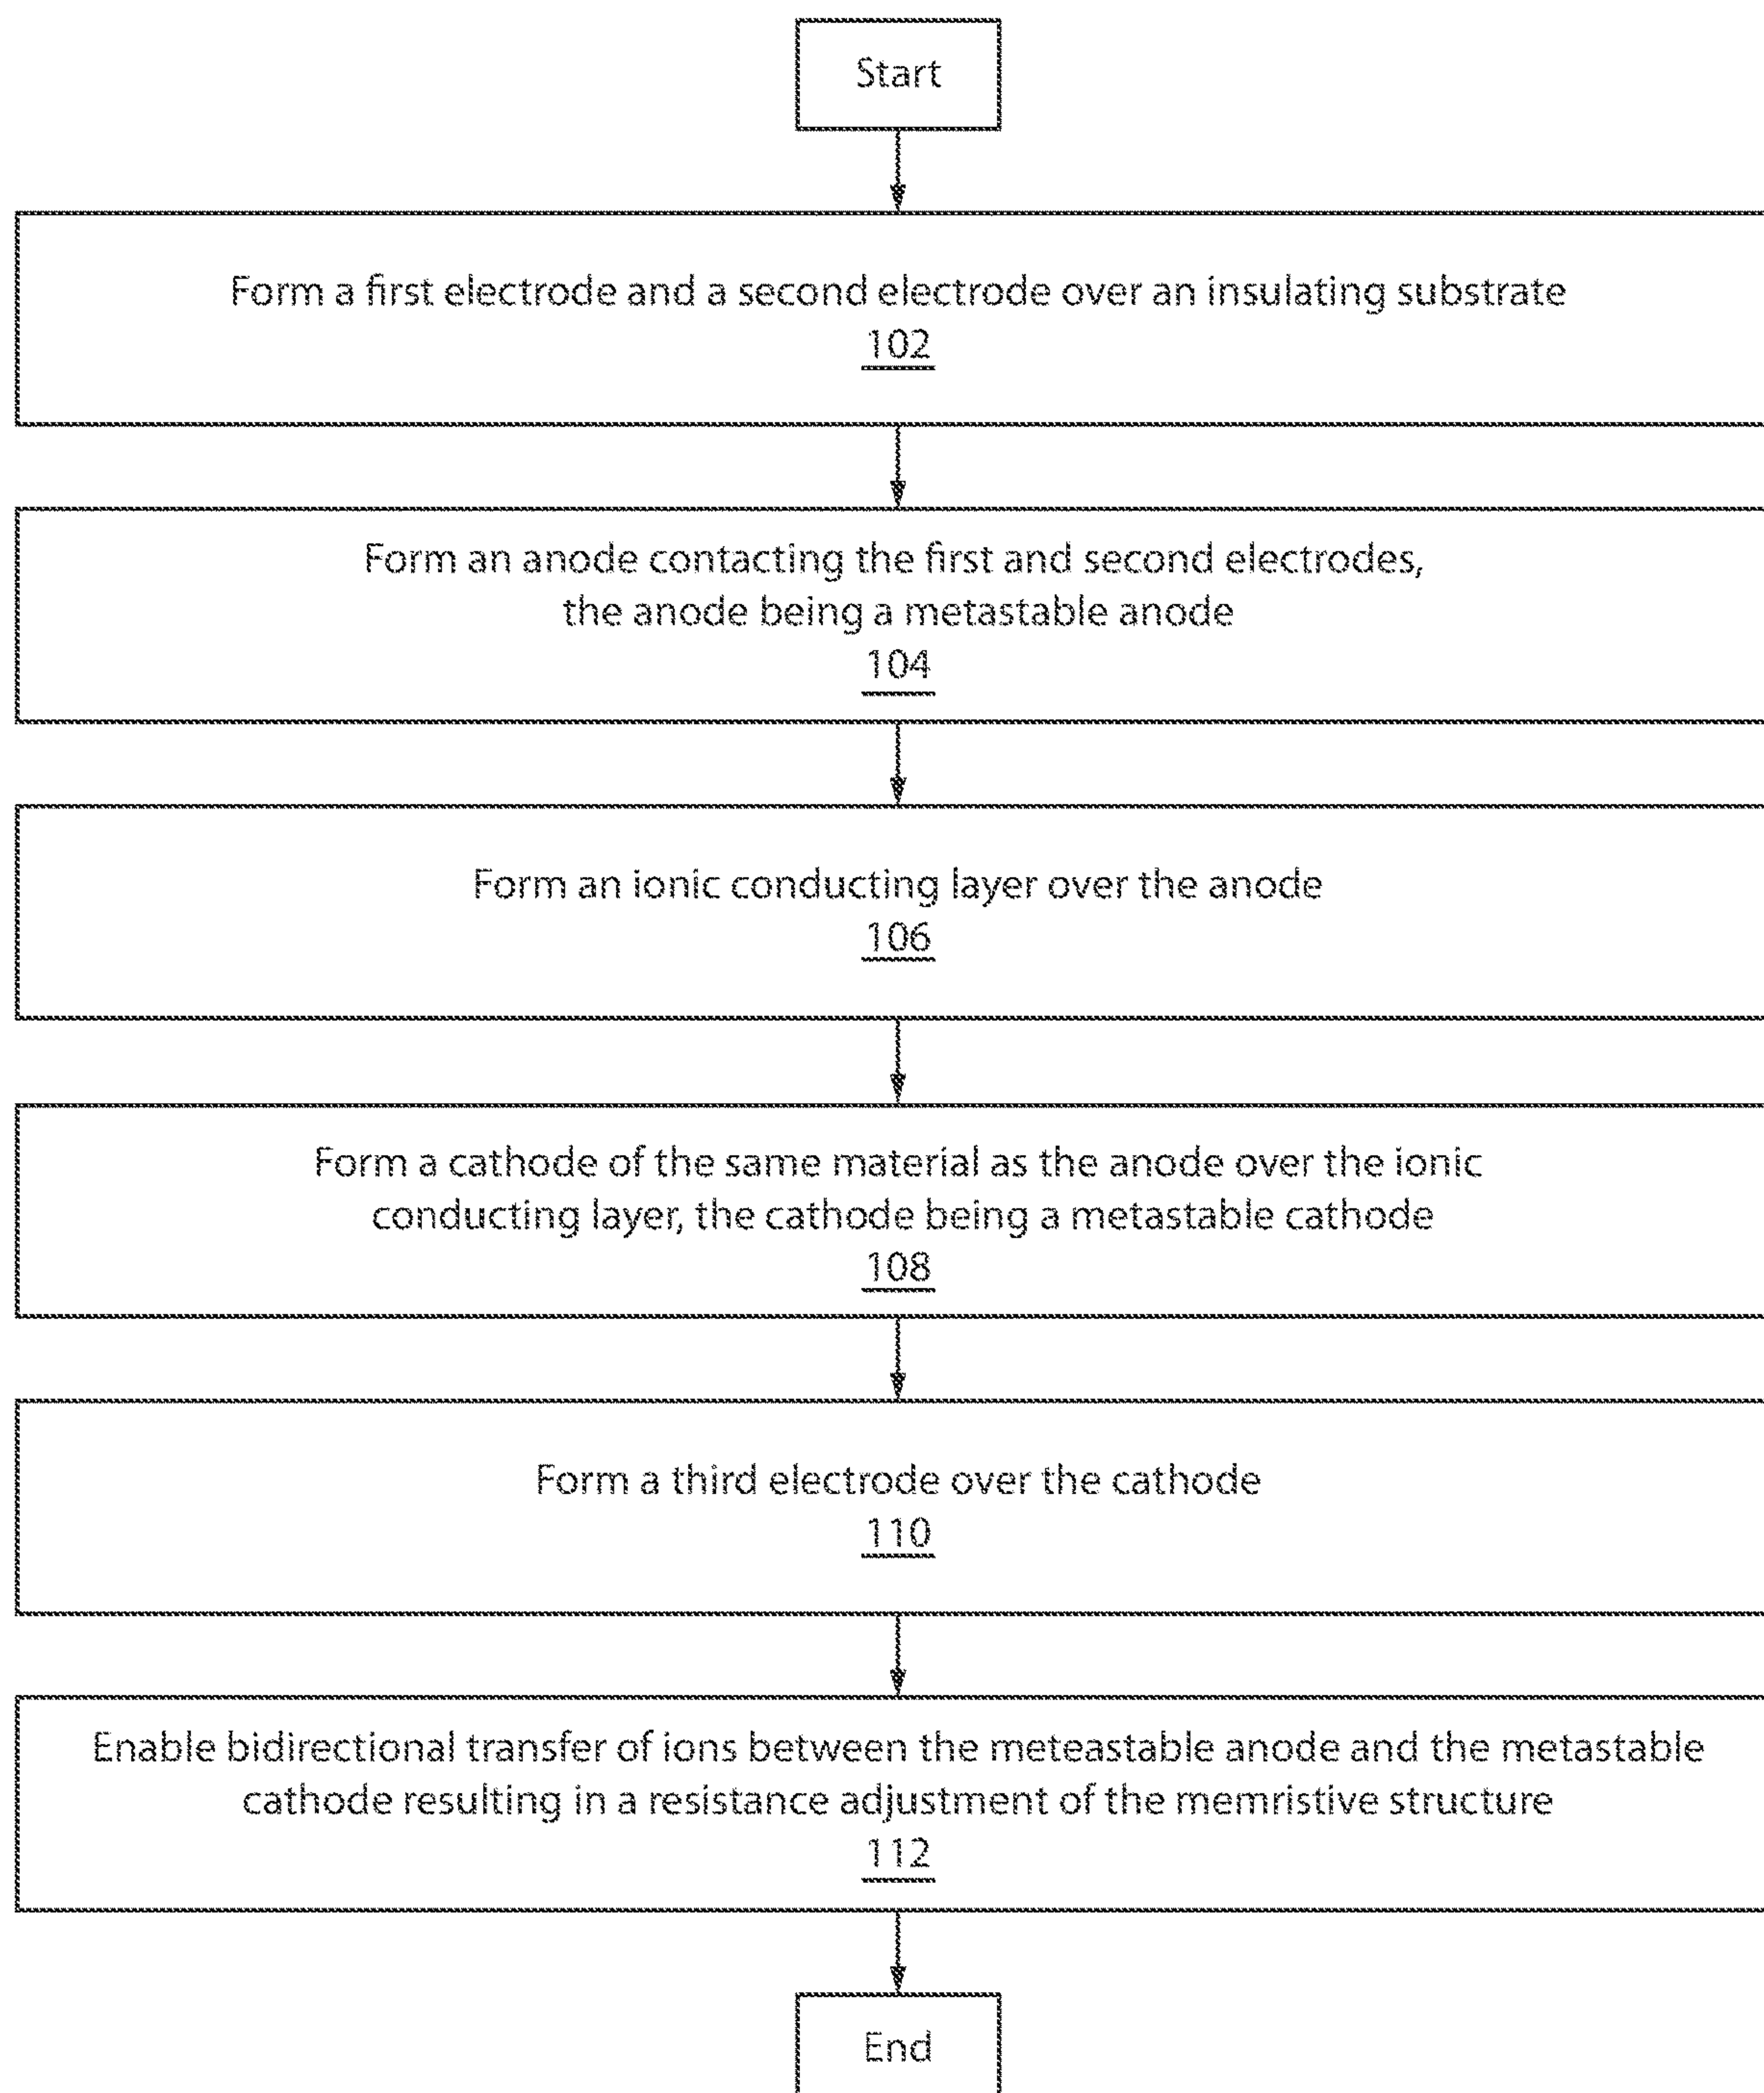 Start
Form a first electrode and a second electrode over an insulating substrate
102
Form an anode contacting the first and second electrodes,
the anode being a metastable anode
104
Form an ionic conducting layer over the anode
106
Form a cathode of the same material as the anode over the ionic
conducting layer, the cathode being a metastable cathode
108
Form a third electrode over the cathode
110
Enable bidirectional transfer of ions between the meteastable anode and the metastable
cathode resulting in a resistance adjustment of the memristive structure
112
End